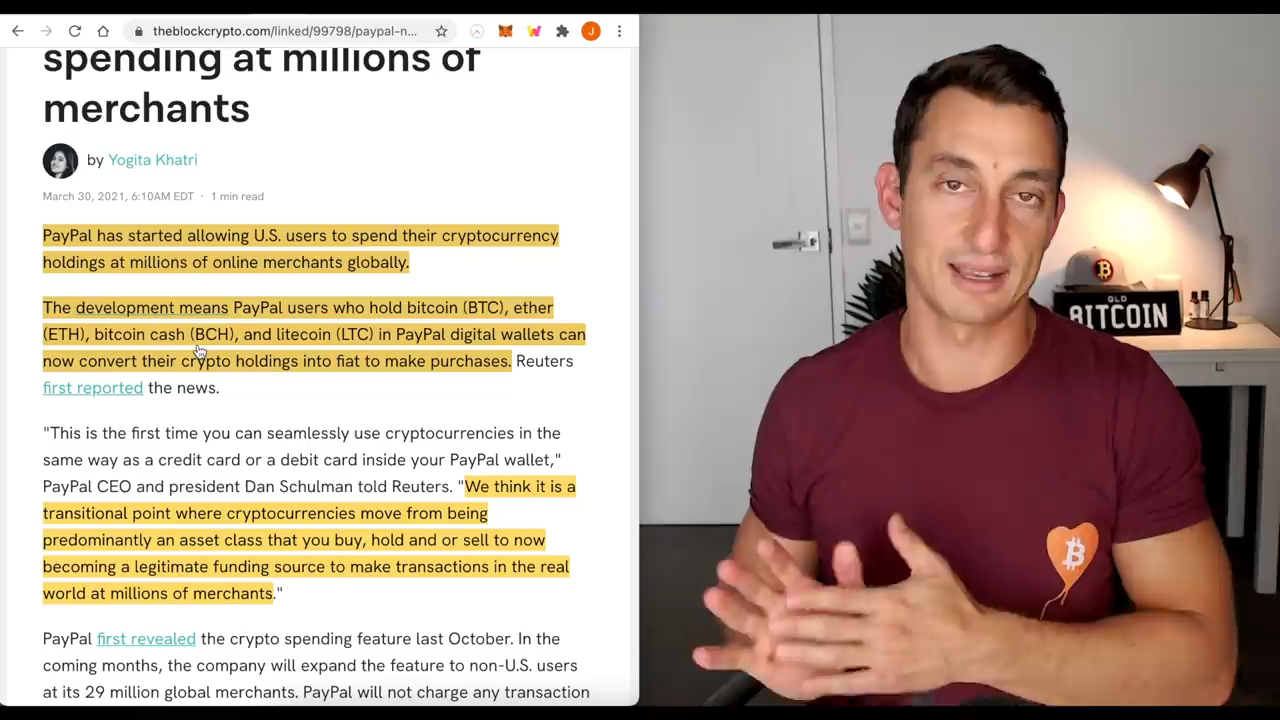 theblockcrypto.com/linked/99798/paypal-n...
J
spending at millions of
merchants
by Yogita Khatri
March 30, 2021, 6:10AM EDT · 1 min read
PayPal has started allowing U.S. users to spend their cryptocurrency
holdings at millions of online merchants globally.
The development means PayPal users who hold bitcoin (BTC), ether
(ETH), bitcoin cash (BCH), and litecoin (LTC) in PayPal digital wallets can
now convert their crypto holdings into fiat to make purchases. Reuters
first reported the news.
"This is the first time you can seamlessly use cryptocurrencies in the
same way as a credit card or a debit card inside your PayPal wallet,"
PayPal CEO and president Dan Schulman told Reuters. "We think it is a
transitional point where cryptocurrencies move from being
predominantly an asset class that you buy, hold and or sell to now
becoming a legitimate funding source to make transactions in the real
world at millions of merchants."
PayPal first revealed the crypto spending feature last October. In the
coming months, the company will expand the feature to non-U.S. users
at its 29 million global merchants. PayPal will not charge any transaction
QLD
BITCOIN